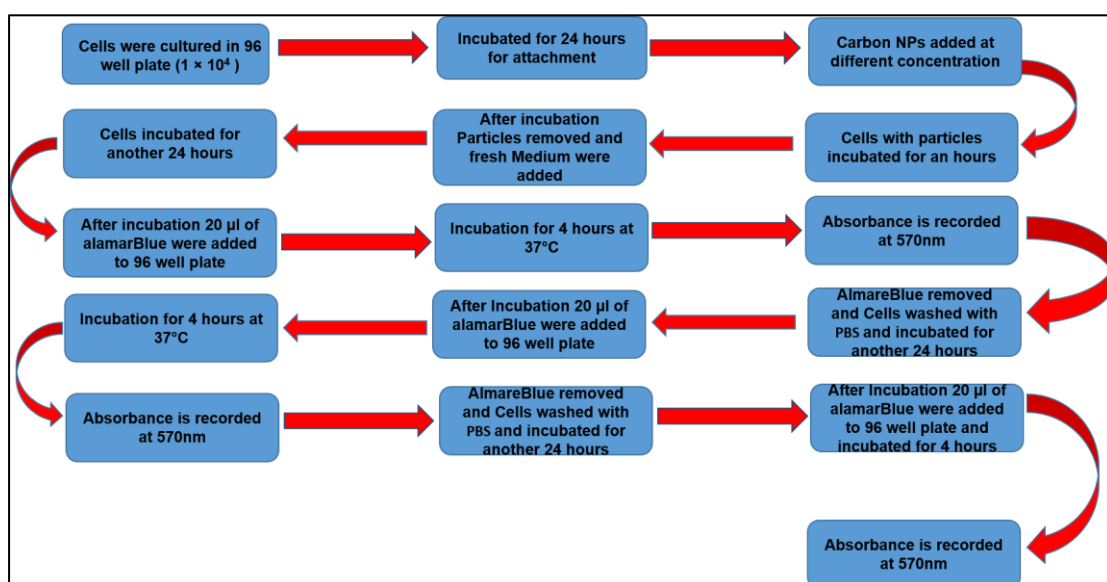 Cells were cultured in 96
well plate (1 × 10⁴ )
Incubated for 24 hours
for attachment
Carbon NPs added at
different concentration
Cells with particles
incubated for an hours
After incubation
Particles removed and
fresh Medium were
added
Cells incubated for
another 24 hours
After incubation 20 µl of
alamarBlue were added
to 96 well plate
Incubation for 4 hours at
37°C
Absorbance is recorded
at 570nm
AlmareBlue removed
and Cells washed with
PBS and incubated for
another 24 hours
After Incubation 20 µl of
alamarBlue were added
to 96 well plate
Incubation for 4 hours at
37°C
Absorbance is recorded
at 570nm
AlmareBlue removed
and Cells washed with
PBS and incubated for
another 24 hours
After Incubation 20 µl of
alamarBlue were added
to 96 well plate and
incubated for 4 hours
Absorbance is recorded
at 570nm